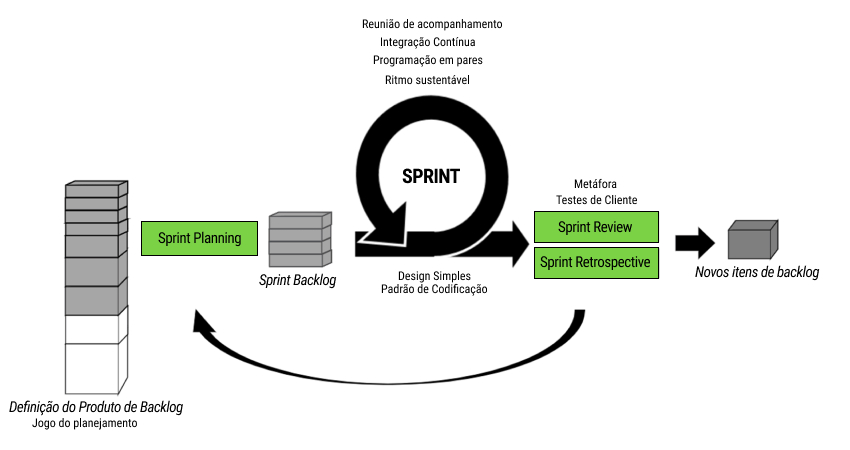 Reunião de acompanhamento
Integração Contínua
Programação em pares
Ritmo sustentável
SPRINT
Metáfora
Testes de Cliente
Sprint Planning
Sprint Review
Sprint Retrospective
Sprint Backlog
Design Simples
Padrão de Codificação
Novos itens de backlog
Definição do Produto de Backlog
Jogo do planejamento